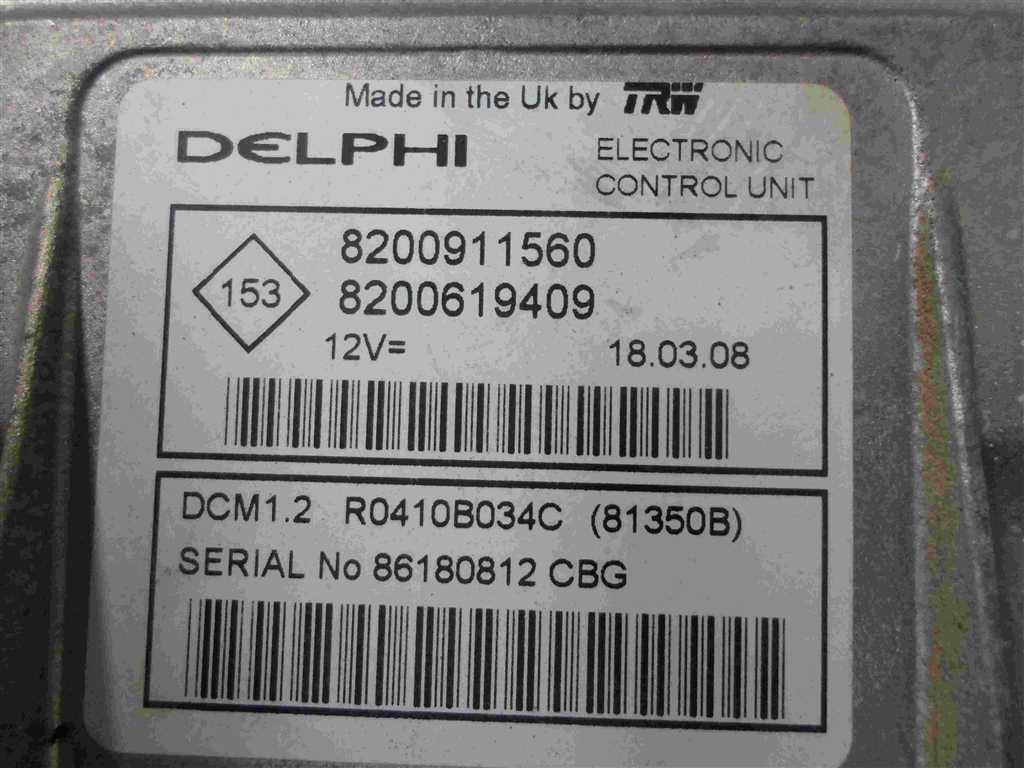 Made in the Uk by TRW
DELPHI
ELECTRONIC
CONTROL UNIT
153
8200911560
8200619409
12V=
18.03.08
DCM1.2 R0410B034C (81350B)
SERIAL No 86180812 CBG